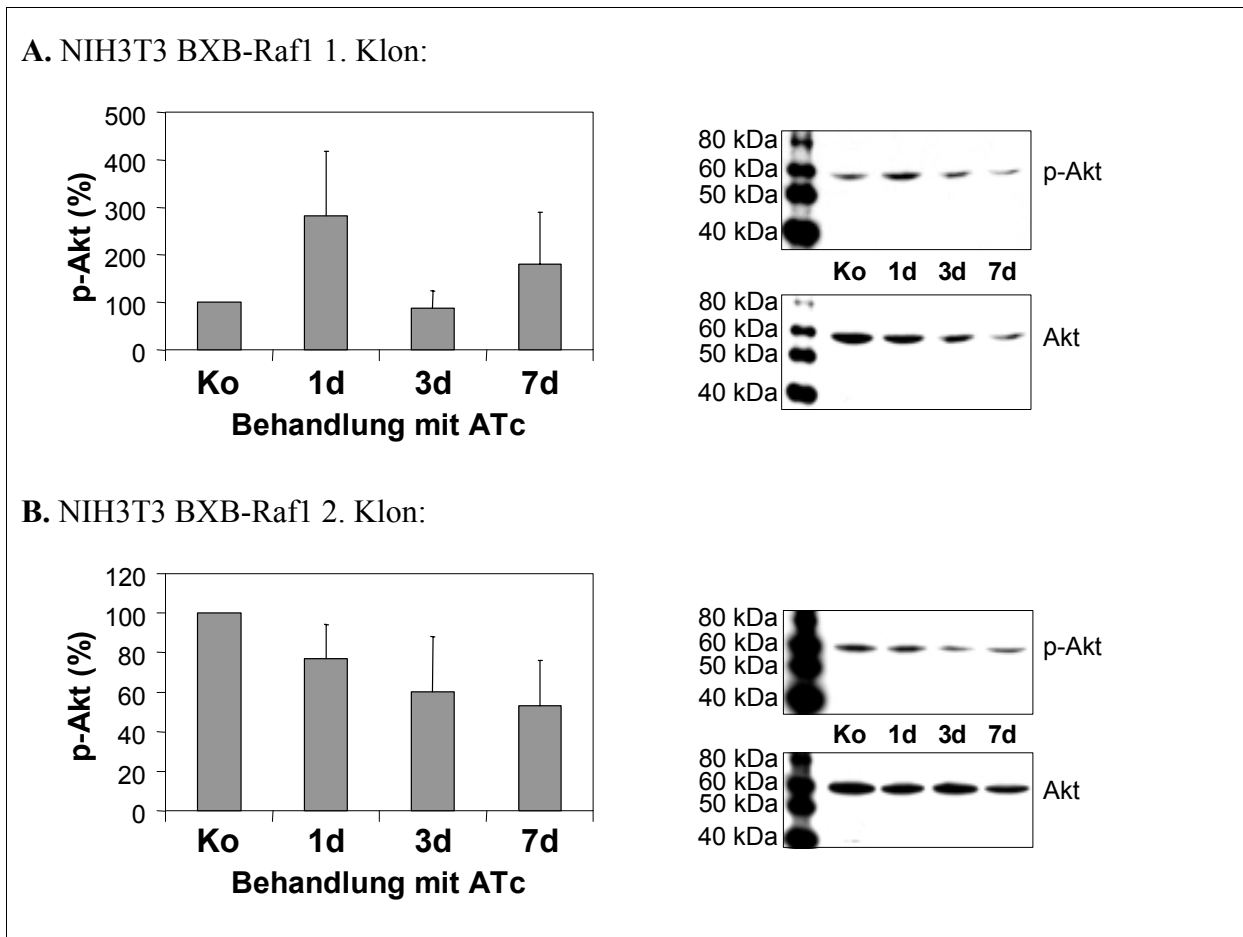 A. NIH3T3 BXB-Raf1 1. Klon:
500
400
300
200
100
0
p-Akt (%)
Ko 1d 3d 7d
Behandlung mit ATc
80 kDa
60 kDa
50 kDa
40 kDa
p-Akt
Ko 1d 3d 7d
80 kDa
60 kDa
50 kDa
40 kDa
Akt
B. NIH3T3 BXB-Raf1 2. Klon:
120
100
80
60
40
20
0
p-Akt (%)
Ko 1d 3d 7d
Behandlung mit ATc
80 kDa
60 kDa
50 kDa
40 kDa
p-Akt
Ko 1d 3d 7d
80 kDa
60 kDa
50 kDa
40 kDa
Akt